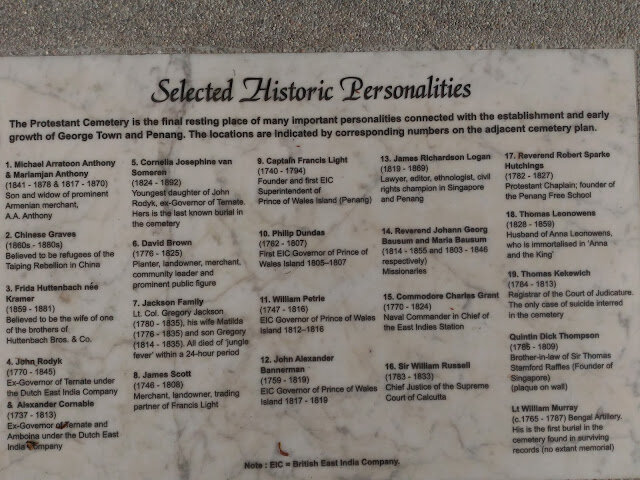 Selected Historic Personalities
The Protestant Cemetery is the final resting place of many important personalities connected with the establishment and early
growth of George Town and Penang. The locations are indicated by corresponding numbers on the adjacent cemetery plan.
1. Michael Arratoon Anthony
& Mariamjan Anthony
(1841 - 1878 & 1817 - 1870)
Son and widow of prominent
Armenian merchant,
A.A. Anthony
2. Chinese Graves
(1860s - 1880s)
Believed to be refugees of the
Taiping Rebellion in China
3. Frida Huttenbach née
Kramer
(1859 - 1881)
Believed to be the wife of one
of the brothers of
Huttenbach Bros. & Co.
4. John Rodyk
(1770 - 1845)
Ex-Governor of Ternate under
the Dutch East India Company
& Alexander Cornabie
(1737 - 1813)
Ex-Governor of Ternate and
Amboina under the Dutch East
India Company
5. Cornelia Josephine van
Someren
(1824 - 1892)
Youngest daughter of John
Rodyk, ex-Governor of Ternate.
Hers is the last known burial in
the cemetery
6. David Brown
(1776 - 1825)
Planter, landowner, merchant,
community leader and
prominent public figure
7. Jackson Family
Lt. Col. Gregory Jackson
(1780 - 1835), his wife Matilda
(1776 - 1835) and son Gregory
(1814 - 1835). All died of 'jungle
fever' within a 24-hour period
8. James Scott
(1746 - 1808)
Merchant, landowner, trading
partner of Francis Light
9. Captain Francis Light
(1740 - 1794)
Founder and first EIC
Superintendent of
Prince of Wales Island (Penang)
10. Philip Dundas
(1762 - 1807)
First EIC Governor of Prince of
Wales Island 1805-1807
11. William Petrie
(1747 - 1816)
EIC Governor of Prince of Wales
Island 1812-1816
12. John Alexander
Bannerman
(1759 - 1819)
EIC Governor of Prince of Wales
Island 1817 - 1819
13. James Richardson Logan
(1819 - 1869)
Lawyer, editor, ethnologist, civil
rights champion in Singapore
and Penang
14. Reverend Johann Georg
Bausum and Maria Bausum
(1814 - 1855 and 1803 - 1846
respectively)
Missionaries
15. Commodore Charles Grant
(1770 - 1824)
Naval Commander in Chief of
the East Indies Station
16. Sir William Russell
(1783 - 1833)
Chief Justice of the Supreme
Court of Calcutta
17. Reverend Robert Sparke
Hutchings
(1782 - 1827)
Protestant Chaplain; founder of
the Penang Free School
18. Thomas Leonowens
(1828 - 1859)
Husband of Anna Leonowens,
who is immortalised in 'Anna
and the King'
19. Thomas Kekewich
(1784 - 1813)
Registrar of the Court of Judicature.
The only case of suicide interred
in the cemetery
Quintin Dick Thompson
(1785 - 1809)
Brother-in-law of Sir Thomas
Stamford Raffles (Founder of
Singapore)
(plaque on wall)
Lt William Murray
(c.1765 - 1787) Bengal Artillery.
His is the first burial in the
cemetery found in surviving
records (no extant memorial)
Note : EIC = British East India Company.